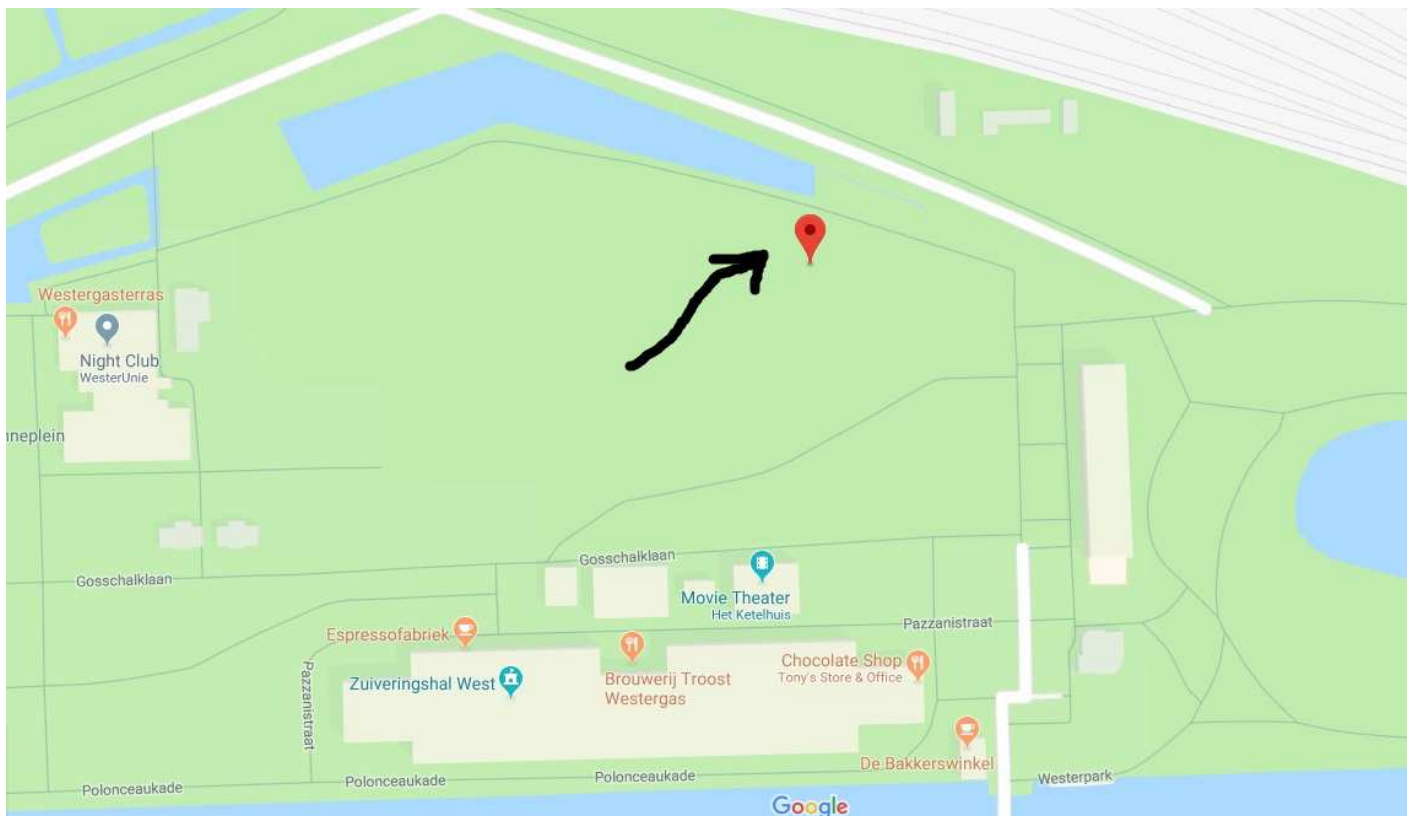 Westergasterras
Night Club
WesterUnie
nneplein
Gosschalklaan
Gosschalklaan
Movie Theater
Het Ketelhuis
Pazzanistraat
Espressofabriek
Pazzanistraat
Zuiveringshal West
Brouwerij Troost
Westergas
Chocolate Shop
Tony's Store & Office
De Bakkerswinkel
Polonceaukade
Polonceaukade
Polonceaukade
Westerpark
Google